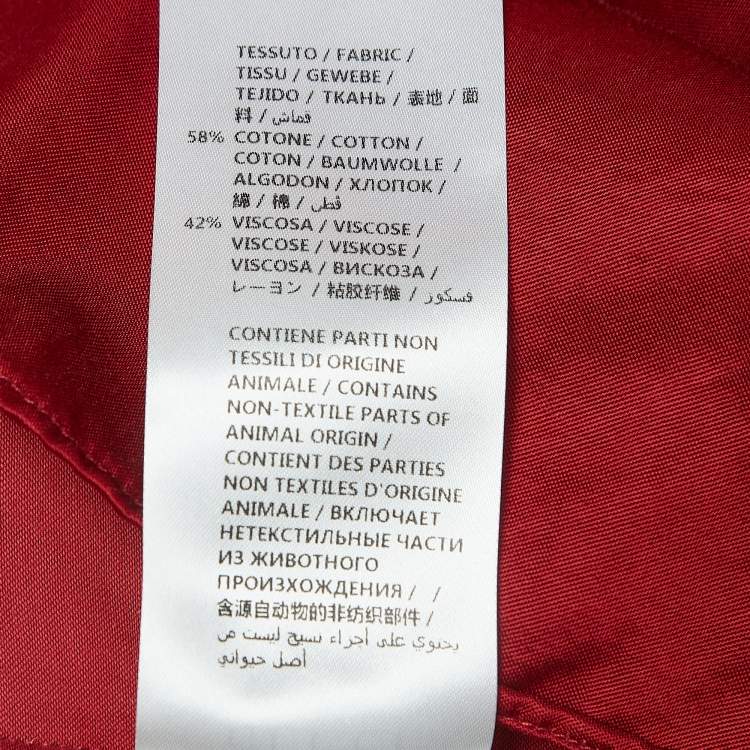 TESSUTO / FABRIC /
TISSU / GEWEBE /
TEJIDO / ТКАНЬ / 表地 / 面
料 / قماش
58% COTONE / COTTON /
COTON / BAUMWOLLE /
ALGODON / ХЛОПОК /
綿 / 棉 / قطن
42% VISCOSA / VISCOSE /
VISCOSE / VISKOSE /
VISCOSA / ВИСКОЗА /
レーヨン / 粘胶纤维 / فسكوز
CONTIENE PARTI NON
TESSILI DI ORIGINE
ANIMALE / CONTAINS
NON-TEXTILE PARTS OF
ANIMAL ORIGIN /
CONTIENT DES PARTIES
NON TEXTILES D'ORIGINE
ANIMALE / ВКЛЮЧАЕТ
НЕТЕКСТИЛЬНЫЕ ЧАСТИ
ИЗ ЖИВОТНОГО
ПРОИЗХОЖДЕНИЯ / /
含源自动物的非纺织部件 /
يحتوي على أجزاء نسيج ليست من
أصل حيواني